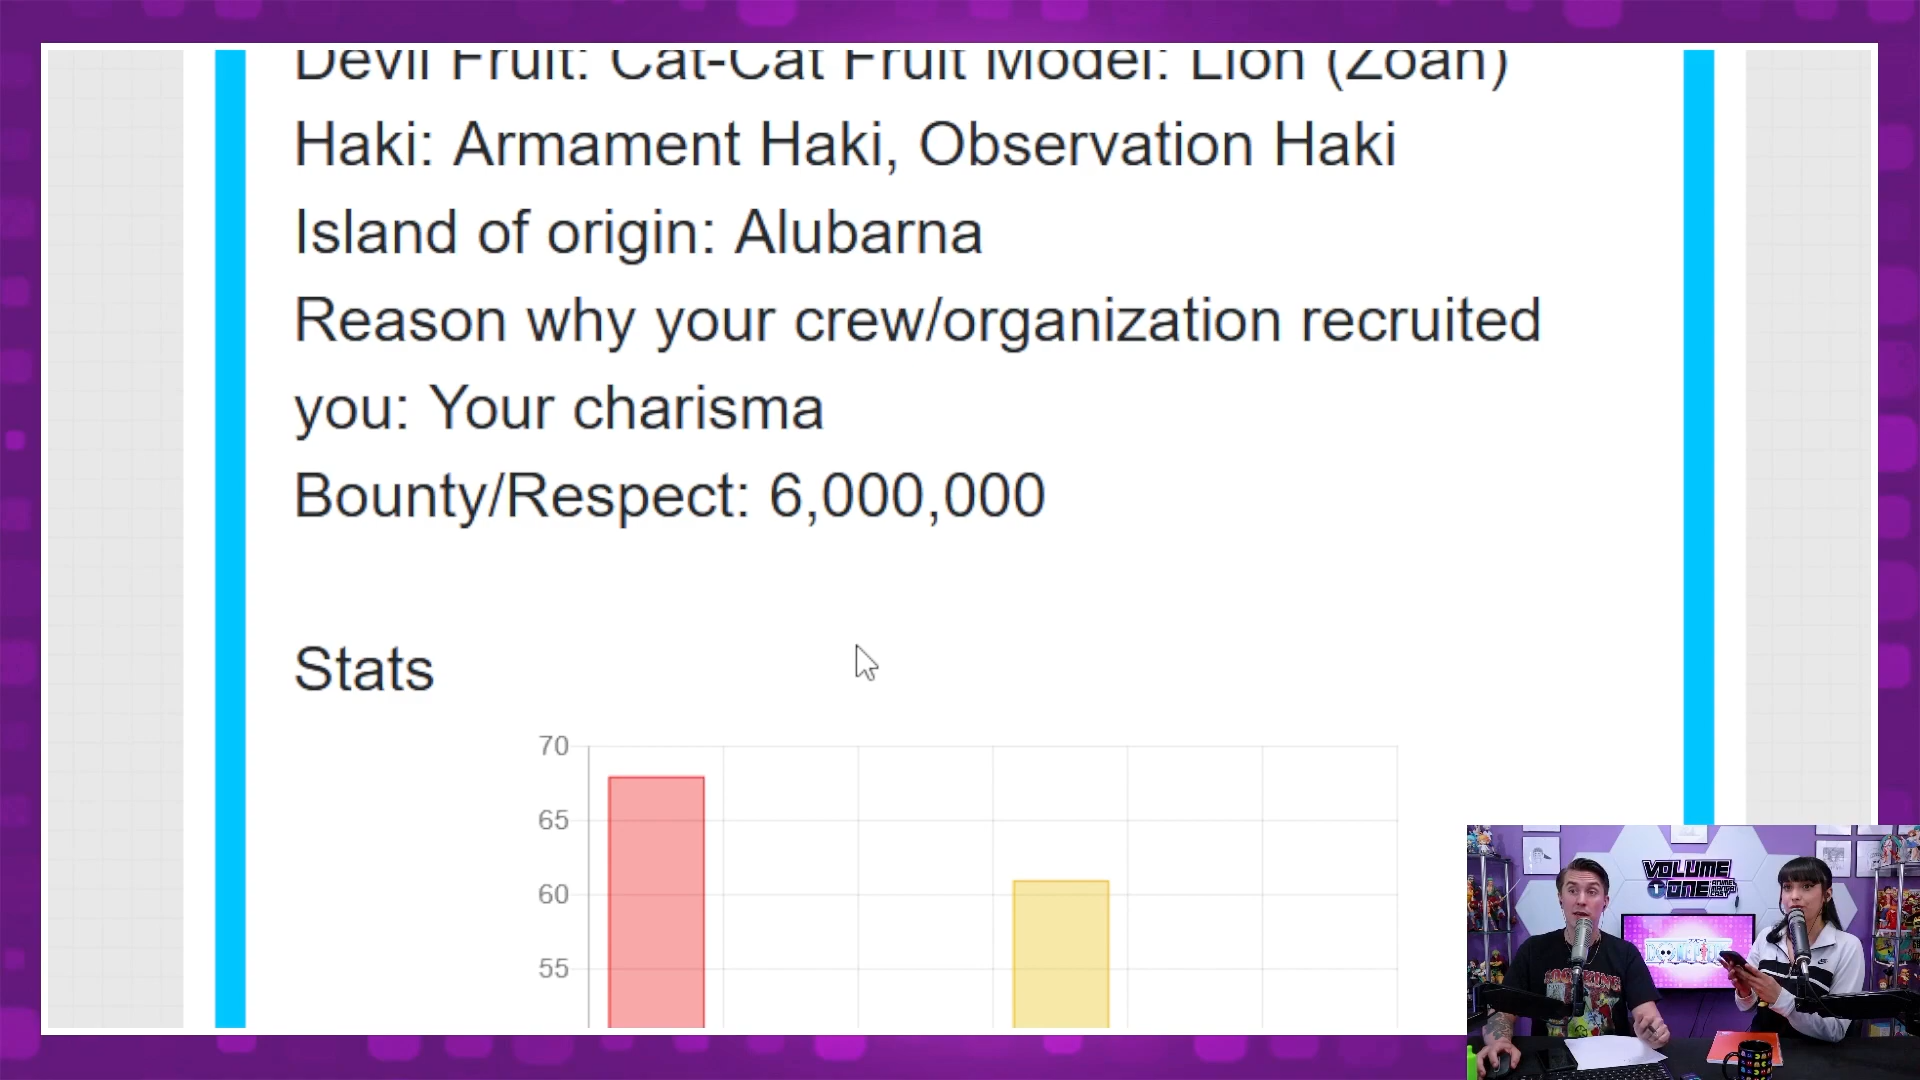 Devil Fruit: Cat-Cat Fruit Model: Lion (Zoan)
Haki: Armament Haki, Observation Haki
Island of origin: Alubarna
Reason why your crew/organization recruited
you: Your charisma
Bounty/Respect: 6,000,000
Stats
70
65
60
55
VOLUME
ONE